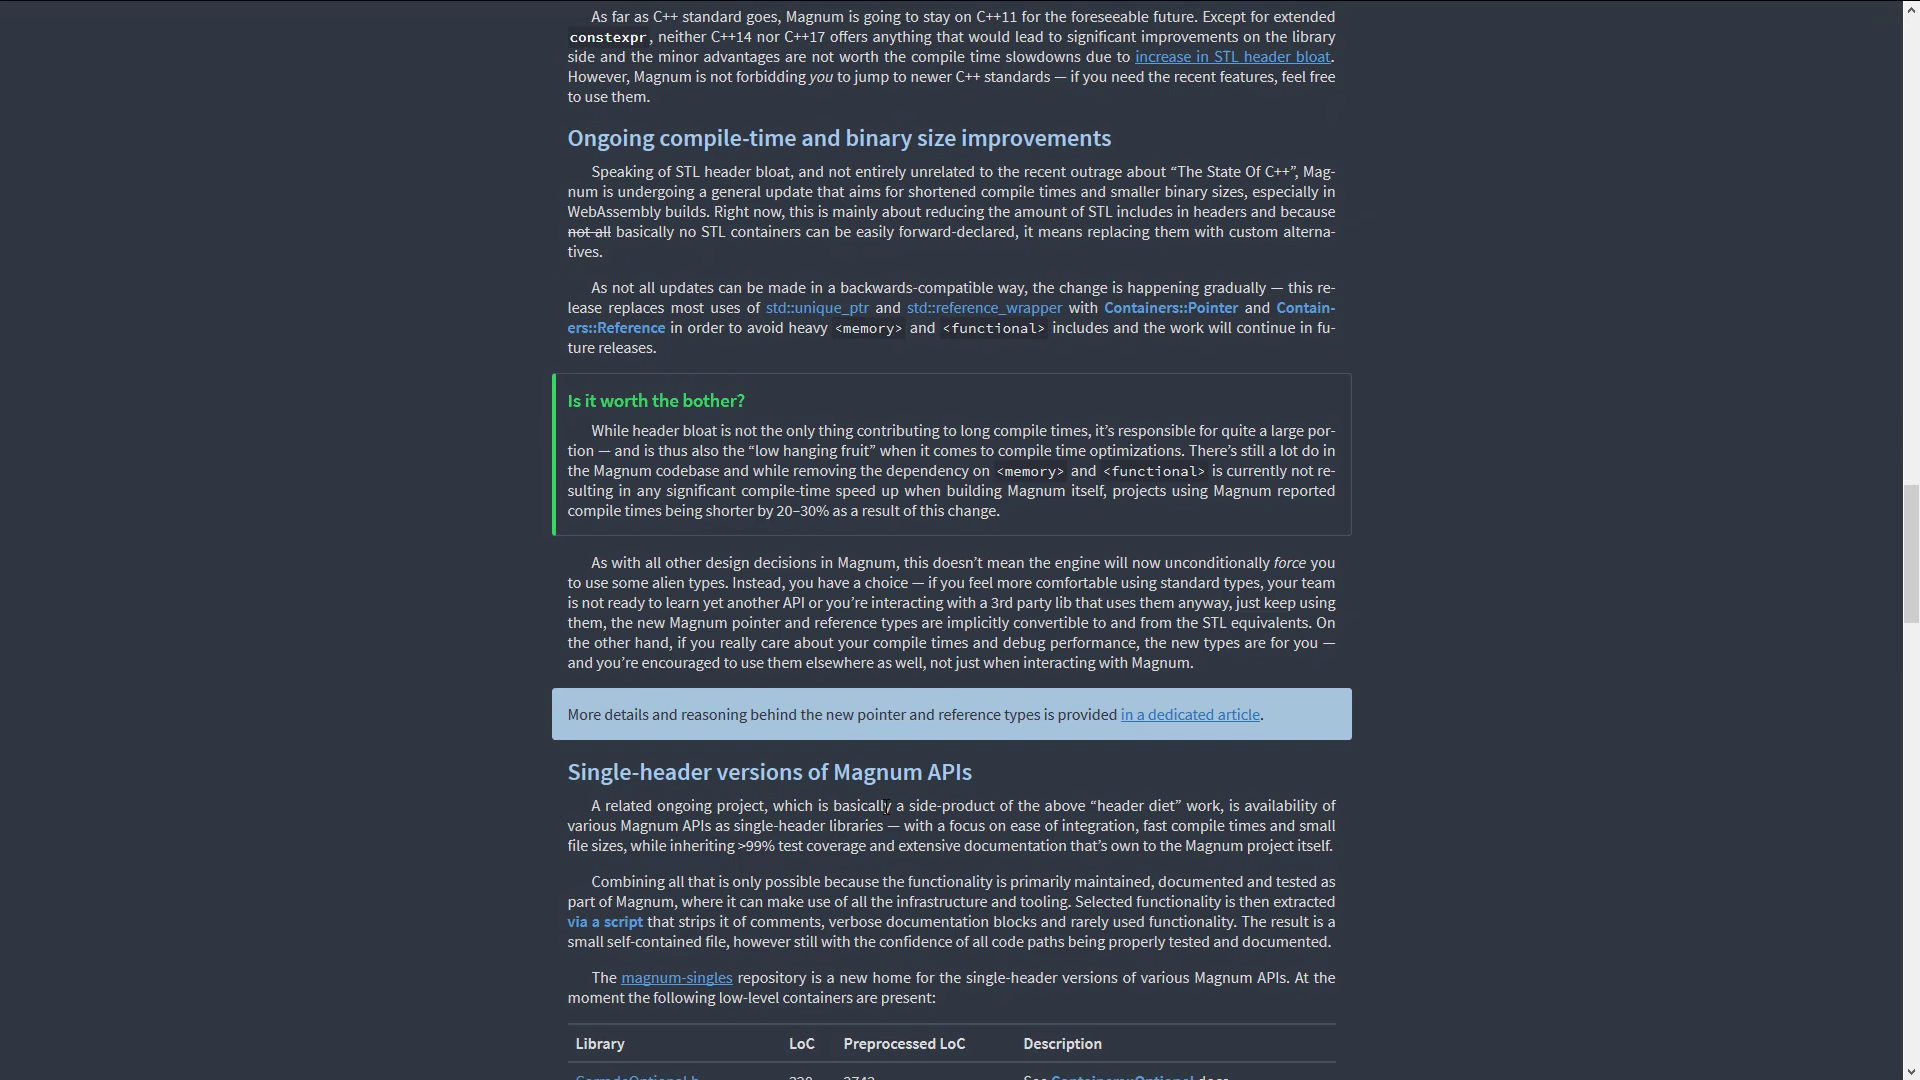 As far as C++ standard goes, Magnum is going to stay on C++11 for the foreseeable future. Except for extended
constexpr, neither C++14 nor C++17 offers anything that would lead to significant improvements on the library
side and the minor advantages are not worth the compile time slowdowns due to increase in STL header bloat.
However, Magnum is not forbidding you to jump to newer C++ standards — if you need the recent features, feel free
to use them.
Ongoing compile-time and binary size improvements
Speaking of STL header bloat, and not entirely unrelated to the recent outrage about “The State Of C++”, Mag-
num is undergoing a general update that aims for shortened compile times and smaller binary sizes, especially in
WebAssembly builds. Right now, this is mainly about reducing the amount of STL includes in headers and because
not all basically no STL containers can be easily forward-declared, it means replacing them with custom alterna-
tives.
As not all updates can be made in a backwards-compatible way, the change is happening gradually — this re-
lease replaces most uses of std::unique_ptr and std::reference_wrapper with Containers::Pointer and Contain-
ers::Reference in order to avoid heavy <memory> and <functional> includes and the work will continue in fu-
ture releases.
Is it worth the bother?
While header bloat is not the only thing contributing to long compile times, it’s responsible for quite a large por-
tion — and is thus also the “low hanging fruit” when it comes to compile time optimizations. There’s still a lot do in
the Magnum codebase and while removing the dependency on <memory> and <functional> is currently not re-
sulting in any significant compile-time speed up when building Magnum itself, projects using Magnum reported
compile times being shorter by 20–30% as a result of this change.
As with all other design decisions in Magnum, this doesn’t mean the engine will now unconditionally force you
to use some alien types. Instead, you have a choice — if you feel more comfortable using standard types, your team
is not ready to learn yet another API or you’re interacting with a 3rd party lib that uses them anyway, just keep using
them, the new Magnum pointer and reference types are implicitly convertible to and from the STL equivalents. On
the other hand, if you really care about your compile times and debug performance, the new types are for you —
and you’re encouraged to use them elsewhere as well, not just when interacting with Magnum.
More details and reasoning behind the new pointer and reference types is provided in a dedicated article.
Single-header versions of Magnum APIs
A related ongoing project, which is basically a side-product of the above “header diet” work, is availability of
various Magnum APIs as single-header libraries — with a focus on ease of integration, fast compile times and small
file sizes, while inheriting >99% test coverage and extensive documentation that’s own to the Magnum project itself.
Combining all that is only possible because the functionality is primarily maintained, documented and tested as
part of Magnum, where it can make use of all the infrastructure and tooling. Selected functionality is then extracted
via a script that strips it of comments, verbose documentation blocks and rarely used functionality. The result is a
small self-contained file, however still with the confidence of all code paths being properly tested and documented.
The magnum-singles repository is a new home for the single-header versions of various Magnum APIs. At the
moment the following low-level containers are present:
Library LoC Preprocessed LoC Description